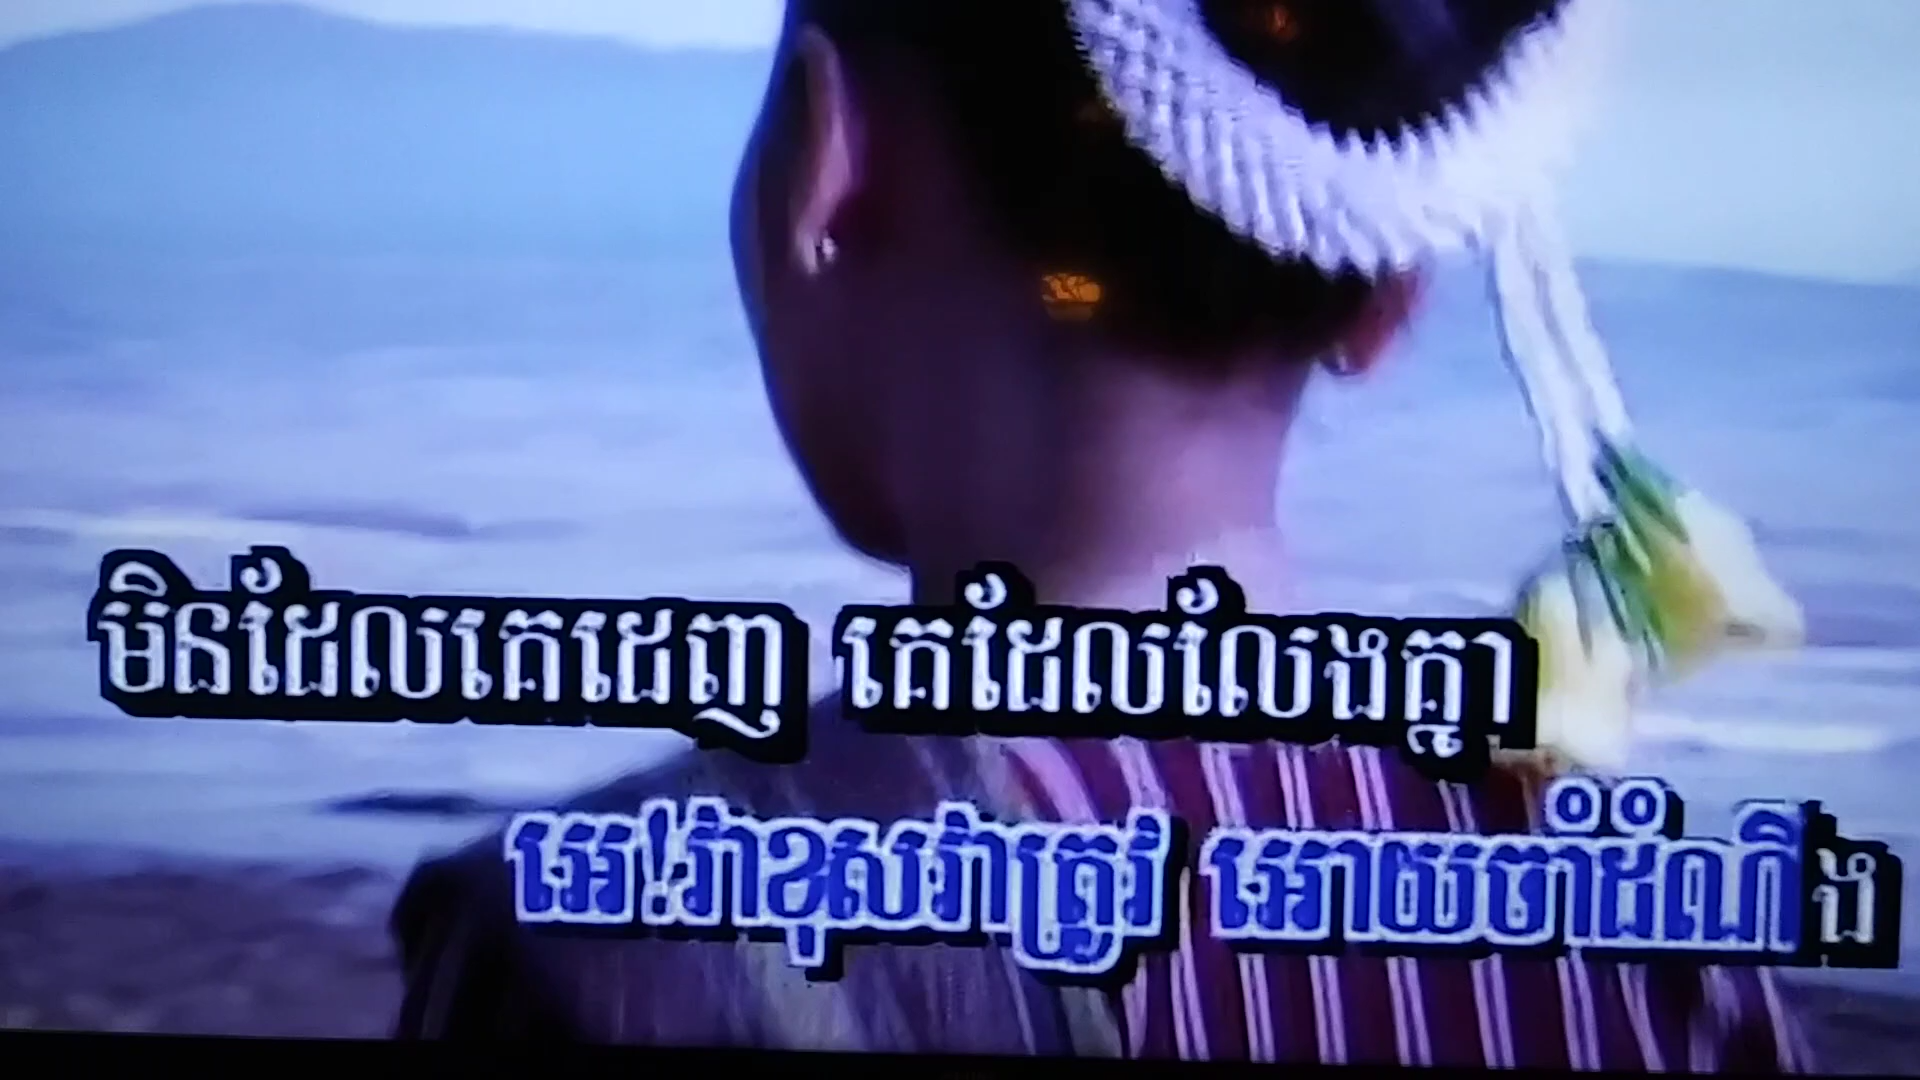 មិនដែលគេដេញ គេដែលលែងគ្នា
អេ!វាខុសវាត្រូវ អោយចាំដំណឹង